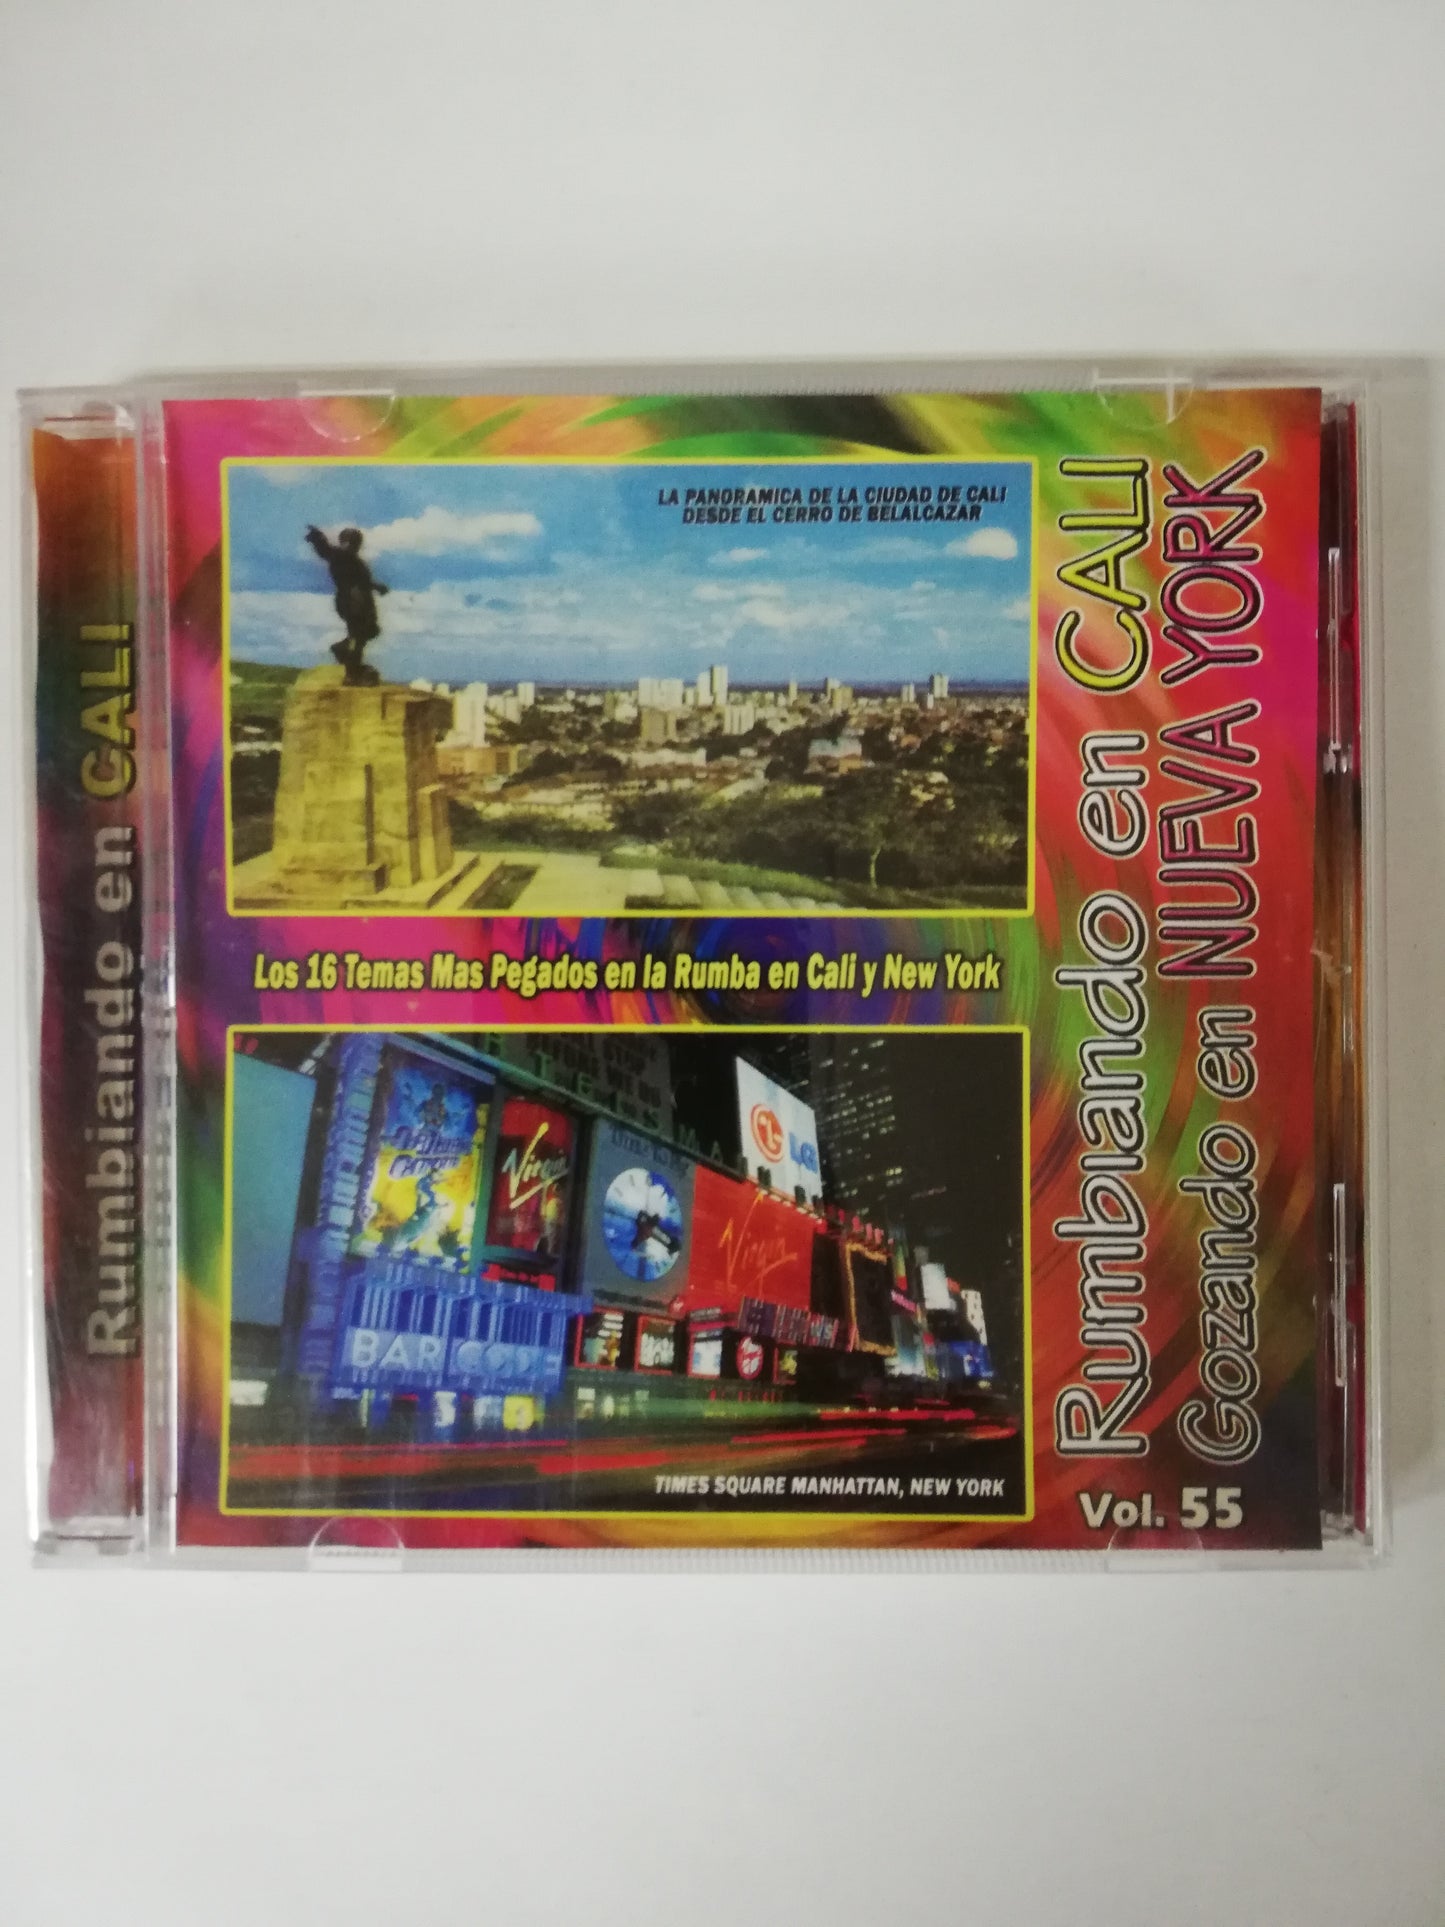 Rumbiando en CALI
LA PANORAMICA DE LA CIUDAD DE CALI
DESDE EL CERRO DE BELALCAZAR
Los 16 Temas Mas Pegados en la Rumba en Cali y New York
Virgin
LG
Virgin
BAR CODE
TIMES SQUARE MANHATTAN, NEW YORK
Rumbiando en CALI
Gozando en NUEVA YORK
Vol. 55